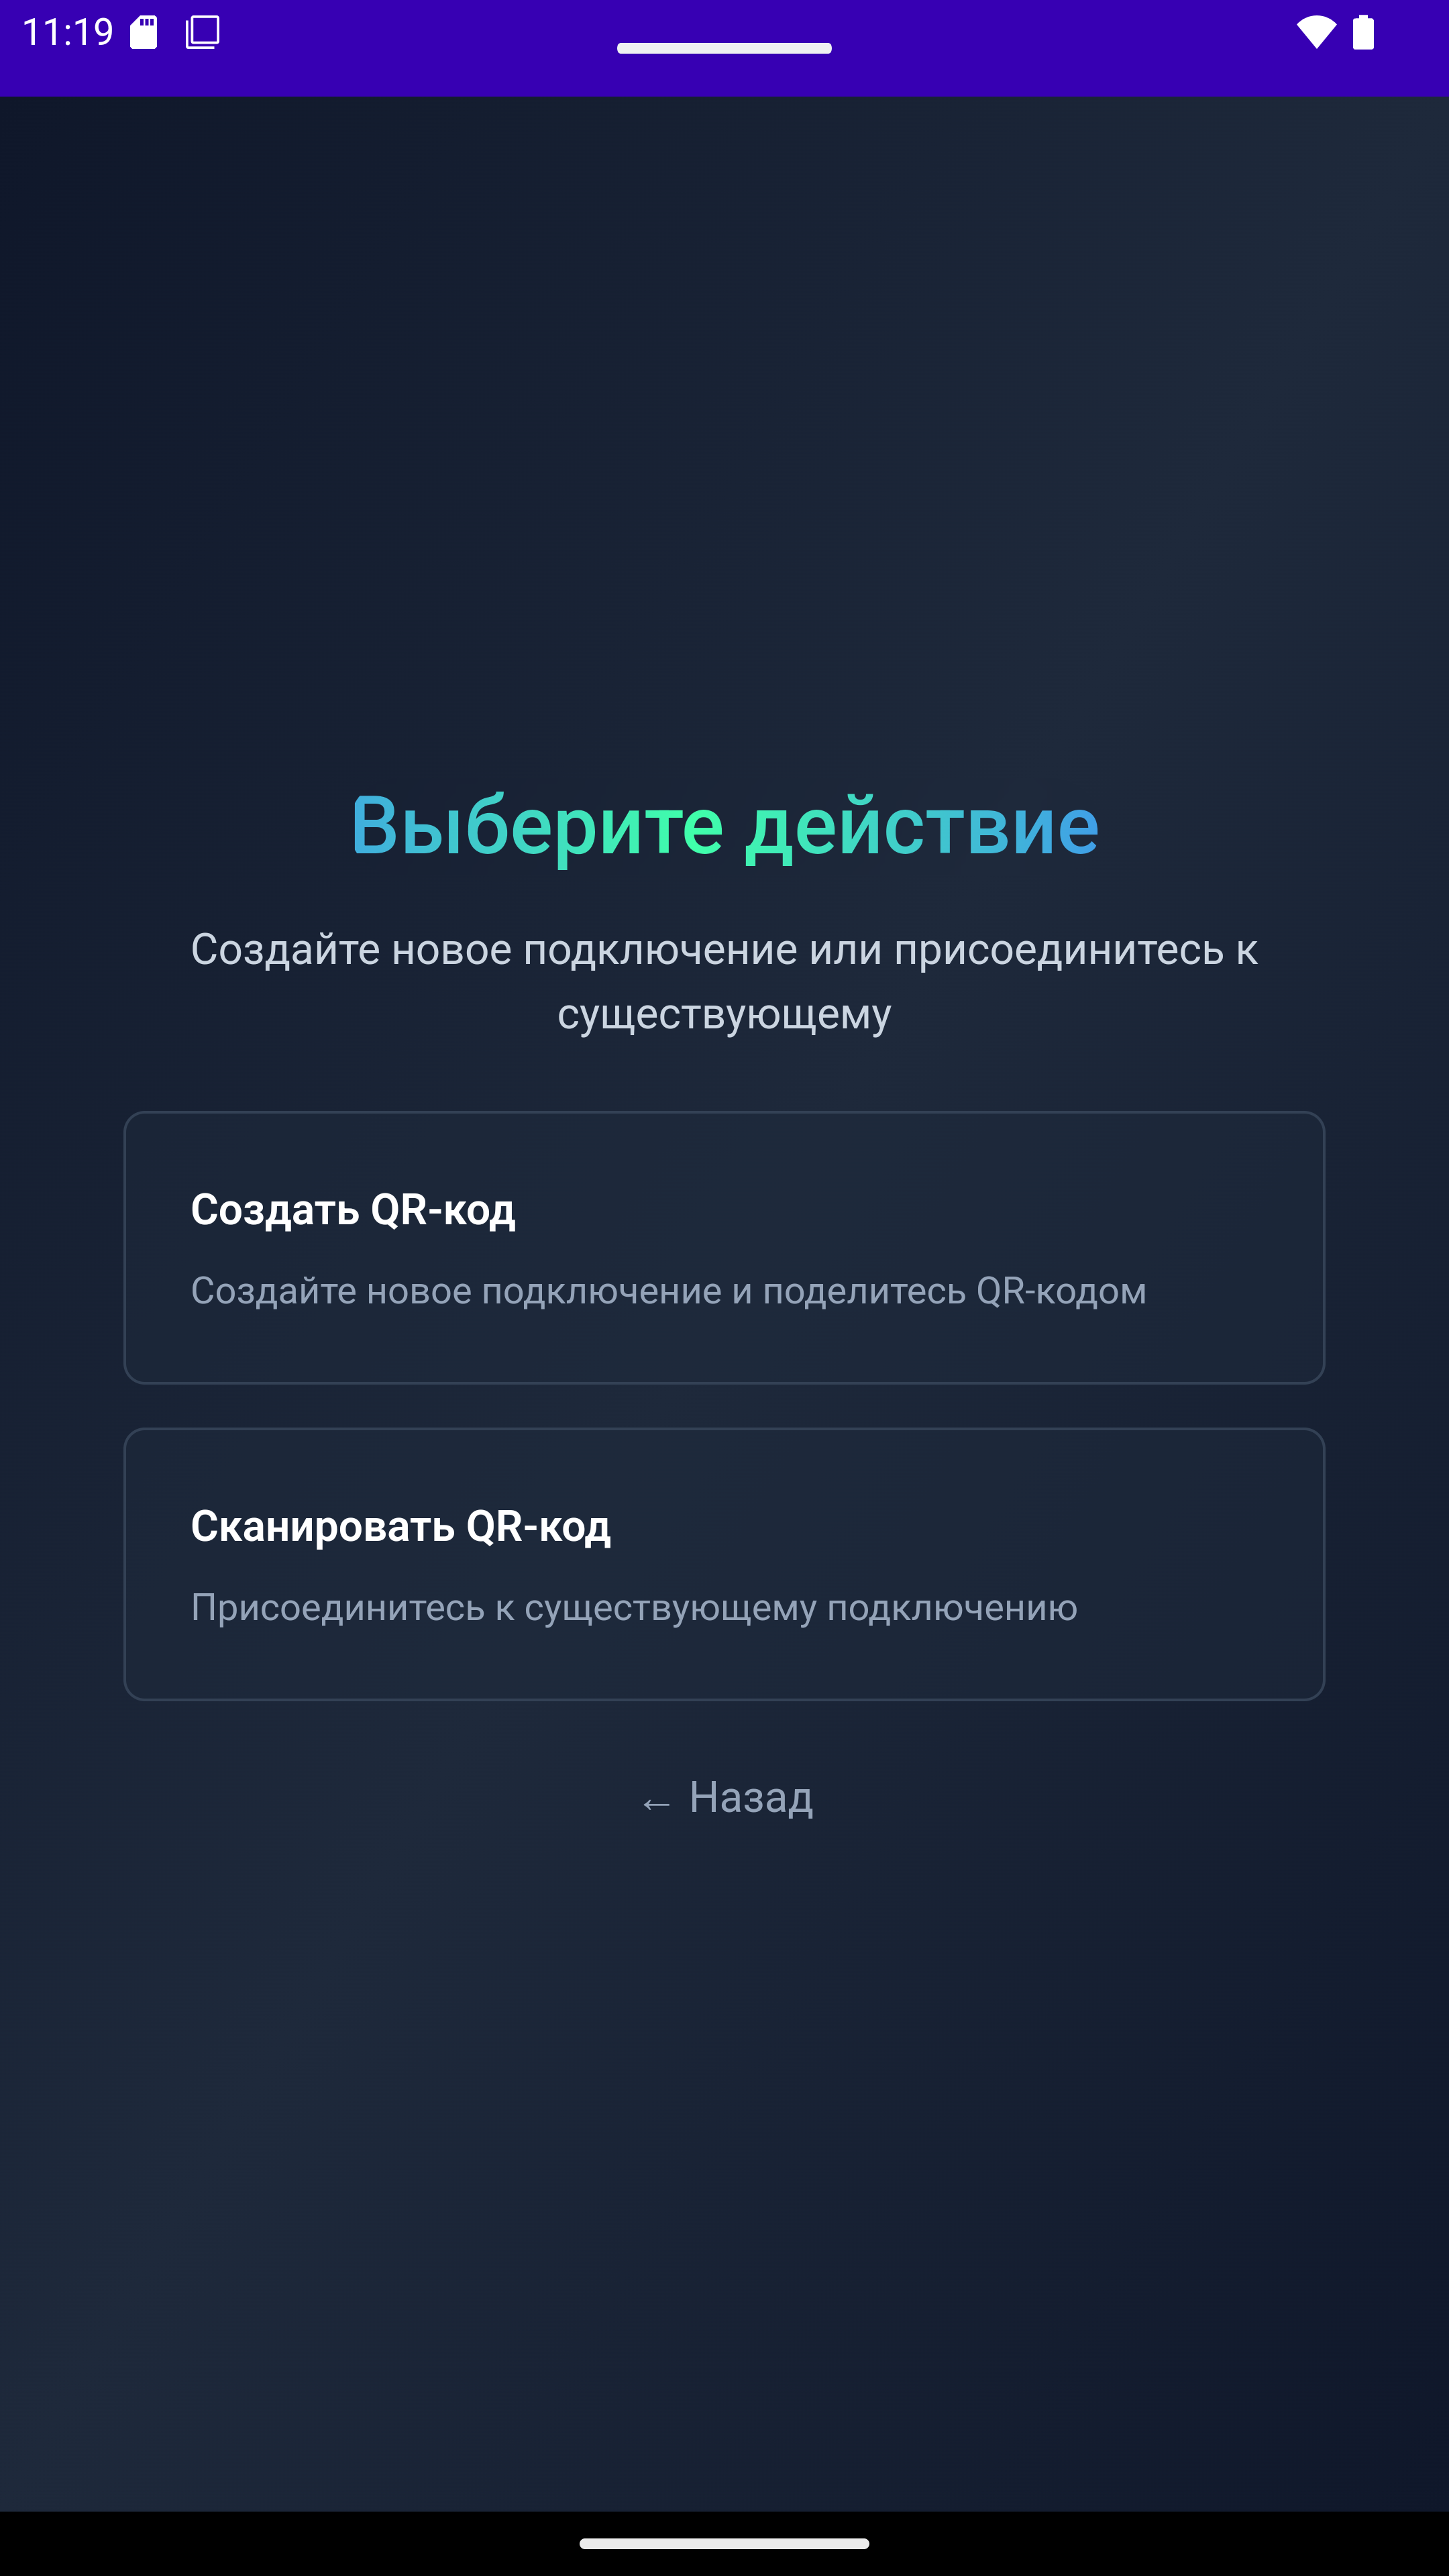 11:19
Выберите действие
Создайте новое подключение или присоединитесь к
существующему
Создать QR-код
Создайте новое подключение и поделитесь QR-кодом
Сканировать QR-код
Присоединитесь к существующему подключению
← Назад